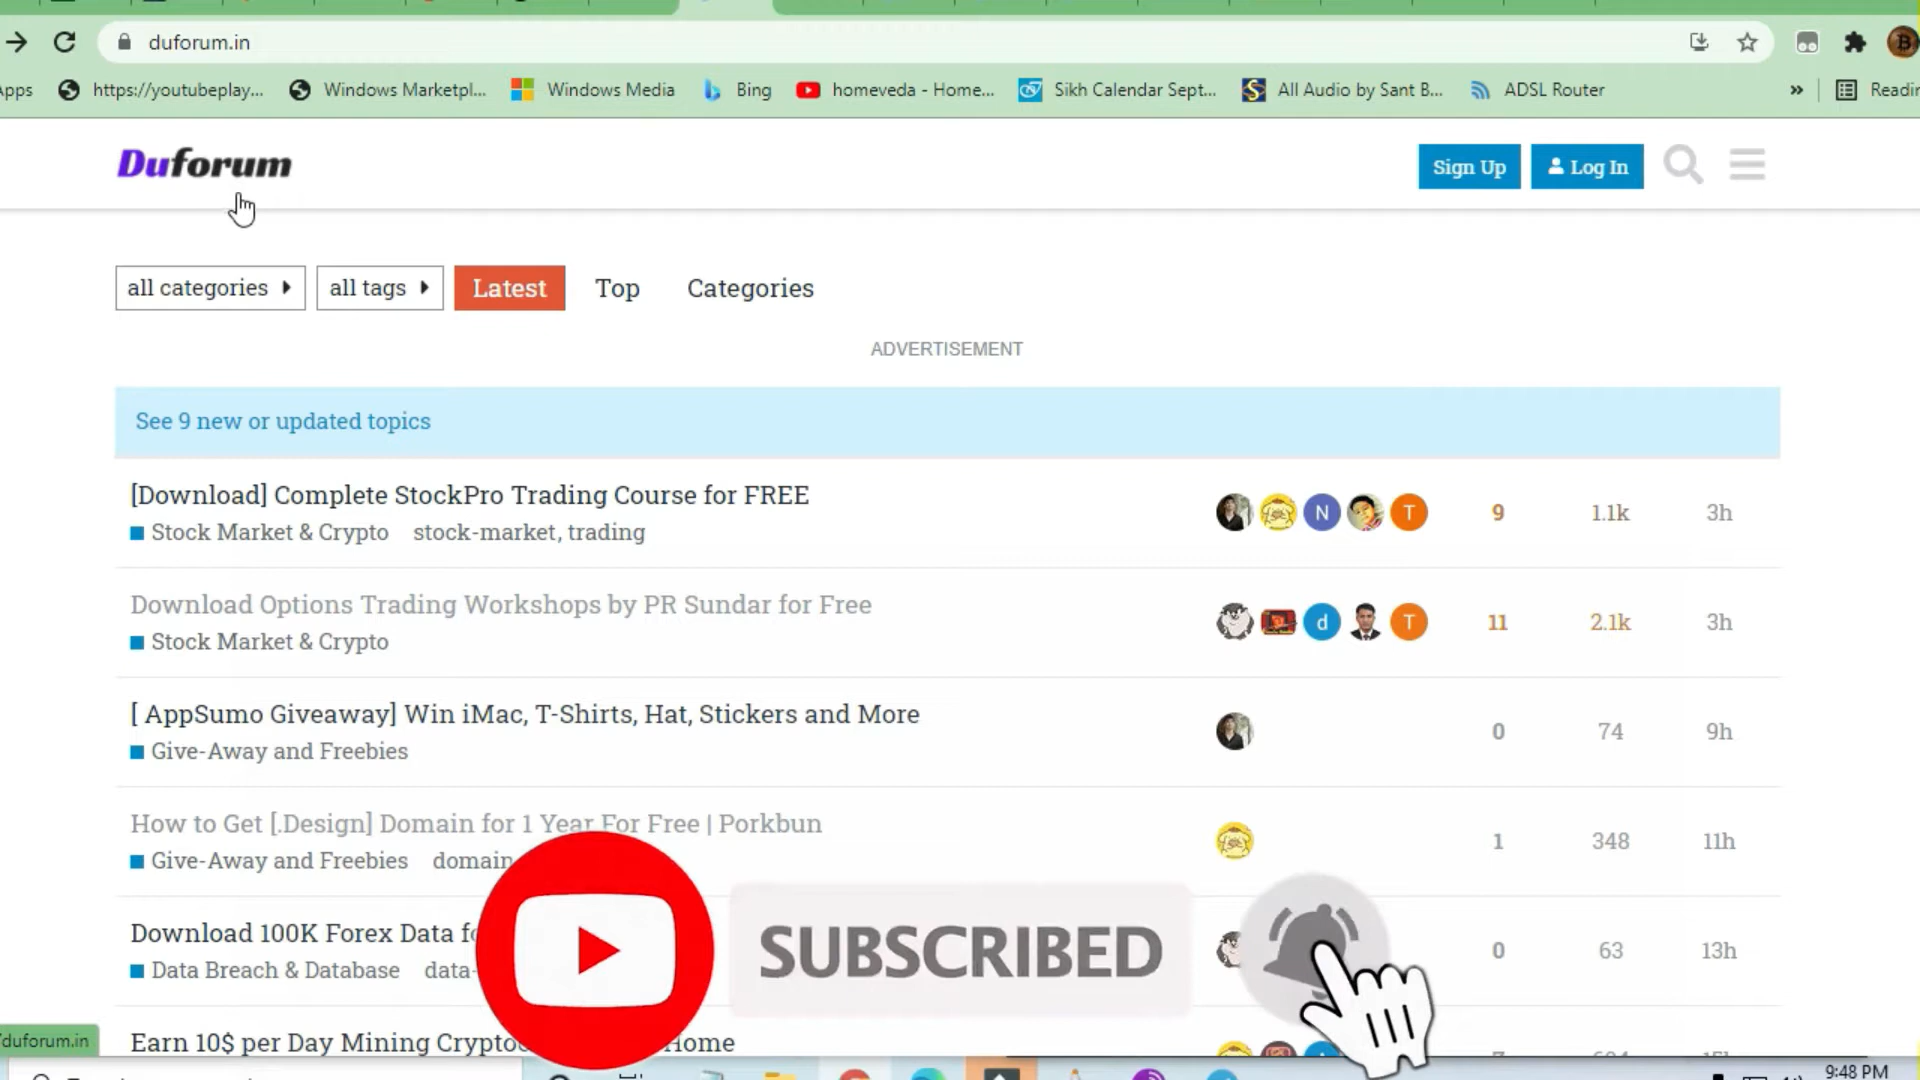 duforum.in
Apps https://youtubeplay... Windows Marketpl... Windows Media Bing homeveda - Home... Sikh Calendar Sept... All Audio by Sant B... ADSL Router »
Duforum
Sign Up Log In
all categories all tags Latest Top Categories
ADVERTISEMENT
See 9 new or updated topics
[Download] Complete StockPro Trading Course for FREE
Stock Market & Crypto stock-market, trading
N T 9 1.1k 3h
Download Options Trading Workshops by PR Sundar for Free
Stock Market & Crypto
d T 11 2.1k 3h
[ AppSumo Giveaway] Win iMac, T-Shirts, Hat, Stickers and More
Give-Away and Freebies
0 74 9h
How to Get [.Design] Domain for 1 Year For Free | Porkbun
Give-Away and Freebies domain
1 348 11h
Download 100K Forex Data
Data Breach & Database data-
0 63 13h
SUBSCRIBED
Earn 10$ per Day Mining Crypto Home
duforum.in
9:48 PM